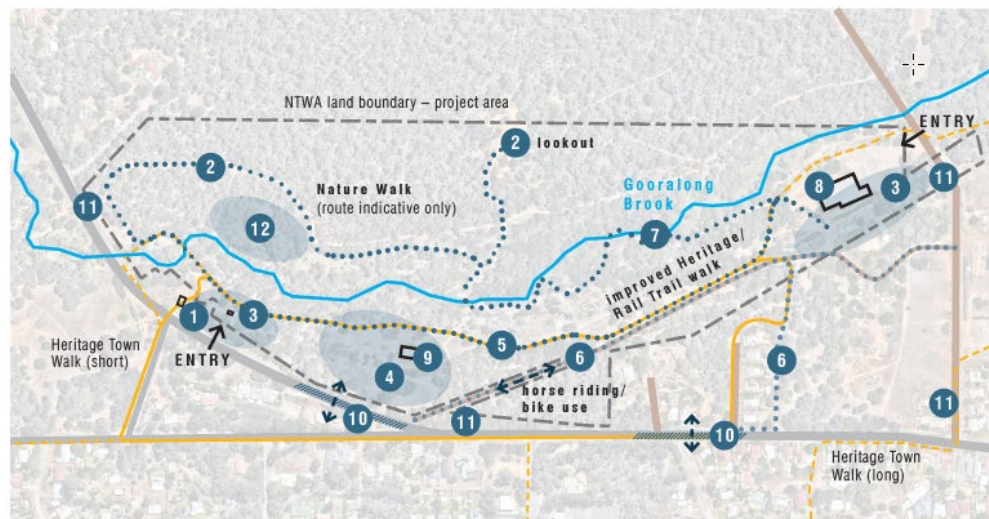 NTWA land boundary – project area
ENTRY
2
2
lookout
Nature Walk
(route indicative only)
Gooralong
Brook
8
3
11
11
12
7
improved Heritage/
Rail Trail walk
1
3
ENTRY
Heritage Town
Walk (short)
5
6
9
4
6
horse riding/
bike use
10
11
10
11
Heritage Town
Walk (long)